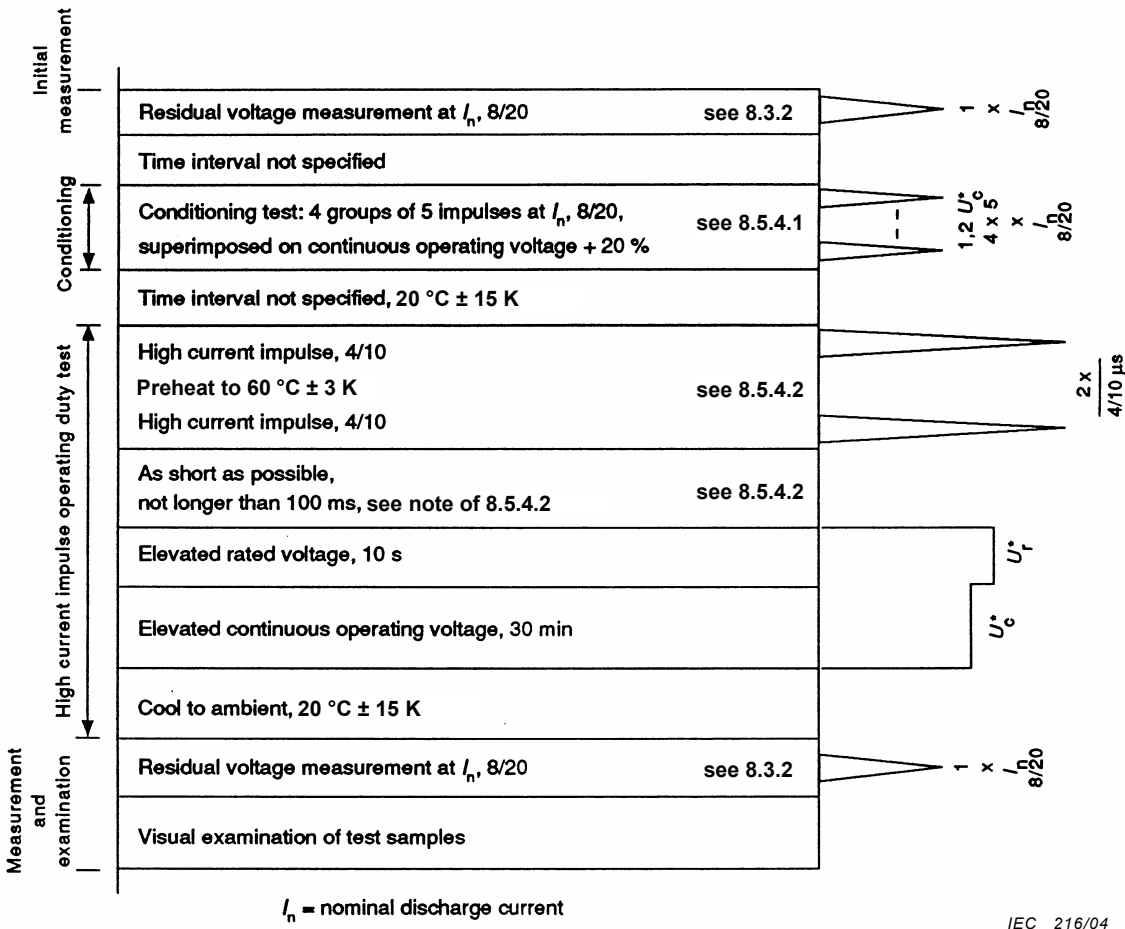 Initial
measurement
Residual voltage measurement at In, 8/20 see 8.3.2
1 x In 8/20
Time interval not specified
Conditioning
Conditioning test: 4 groups of 5 impulses at In, 8/20,
superimposed on continuous operating voltage + 20 %
see 8.5.4.1
1,2 U*c
4 x 5 x In 8/20
Time interval not specified, 20 °C ± 15 K
High current impulse operating duty test
High current impulse, 4/10
Preheat to 60 °C ± 3 K
see 8.5.4.2
High current impulse, 4/10
2 x
4/10 µs
As short as possible,
not longer than 100 ms, see note of 8.5.4.2
see 8.5.4.2
Elevated rated voltage, 10 s
U*r
Elevated continuous operating voltage, 30 min
U*c
Cool to ambient, 20 °C ± 15 K
Measurement
and
examination
Residual voltage measurement at In, 8/20 see 8.3.2
1 x In 8/20
Visual examination of test samples
In = nominal discharge current
IEC 216/04